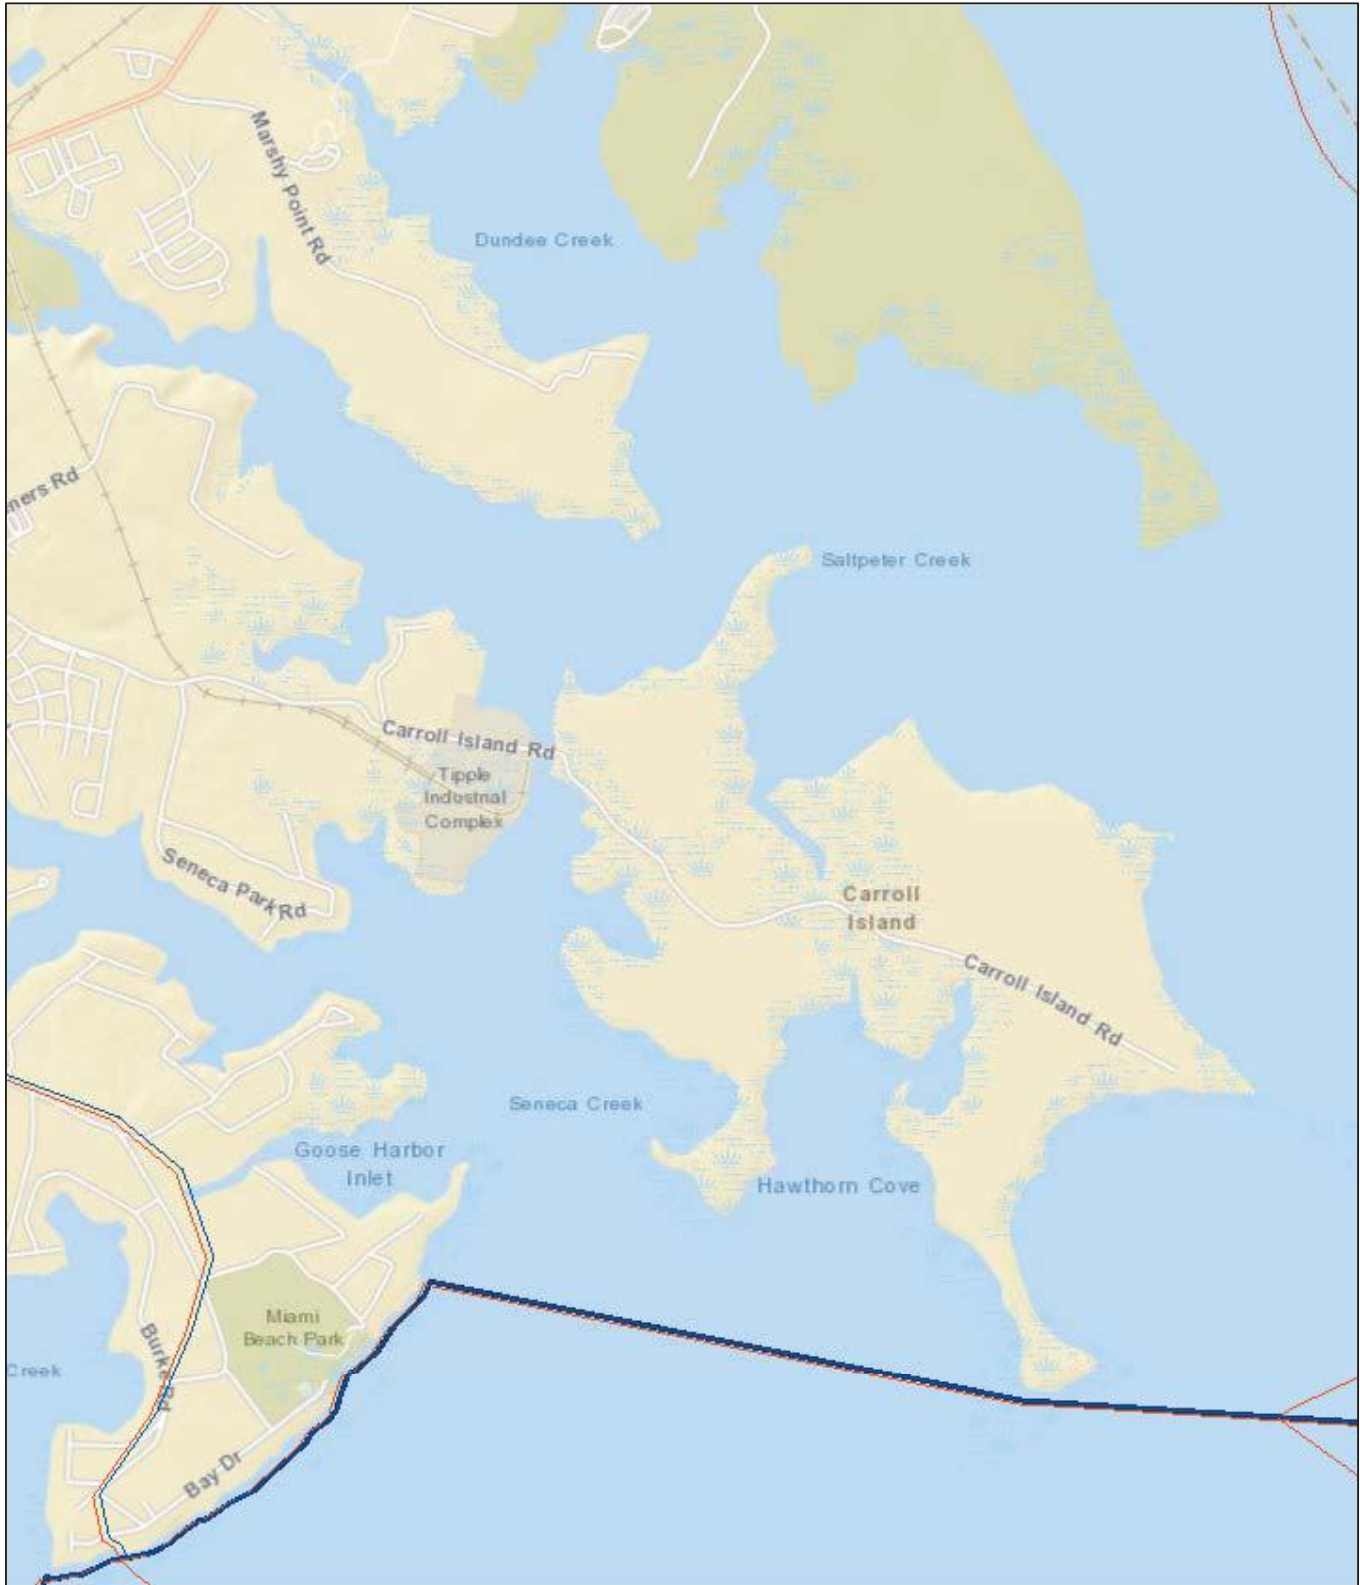 Marshy Point Rd
Dundee Creek
ners Rd
Saltpeter Creek
Carroll Island Rd
Tipple
Industrial
Complex
Seneca Park Rd
Carroll
Island
Carroll Island Rd
Seneca Creek
Goose Harbor
Inlet
Hawthorn Cove
Miami
Beach Park
Burke Rd
Creek
Bay Dr